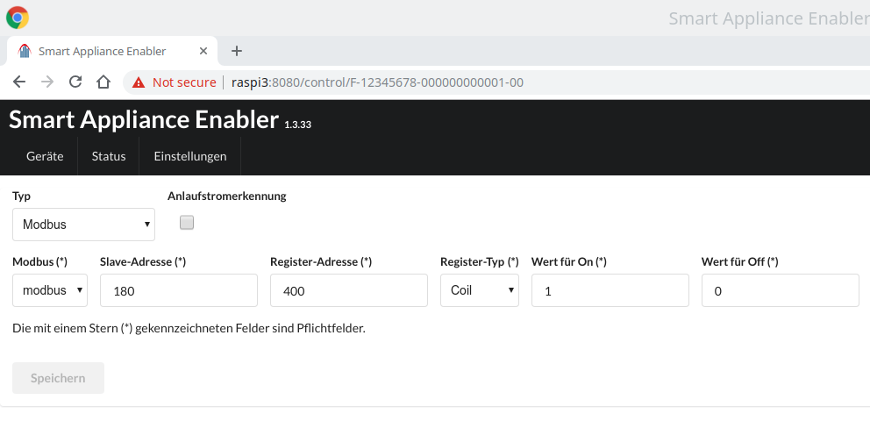 Smart Appliance Enabler
Smart Appliance Enabler
Not secure | raspi3:8080/control/F-12345678-000000000001-00
Smart Appliance Enabler 1.3.33
Geräte Status Einstellungen
Typ Anlaufstromerkennung
Modbus
Modbus (*) Slave-Adresse (*) Register-Adresse (*) Register-Typ (*) Wert für On (*) Wert für Off (*)
modbus 180 400 Coil 1 0
Die mit einem Stern (*) gekennzeichneten Felder sind Pflichtfelder.
Speichern